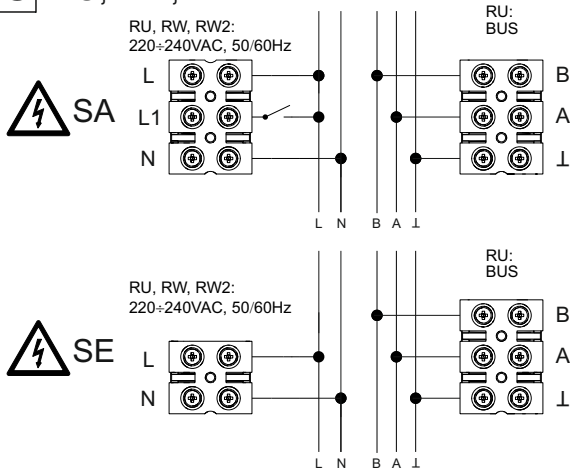 RU, RW, RW2:
220÷240VAC, 50/60Hz
RU:
BUS
SA
L
L1
N
B
A
⊥
L N B A ⊥
RU, RW, RW2:
220÷240VAC, 50/60Hz
RU:
BUS
SE
L
N
B
A
⊥
L N B A ⊥